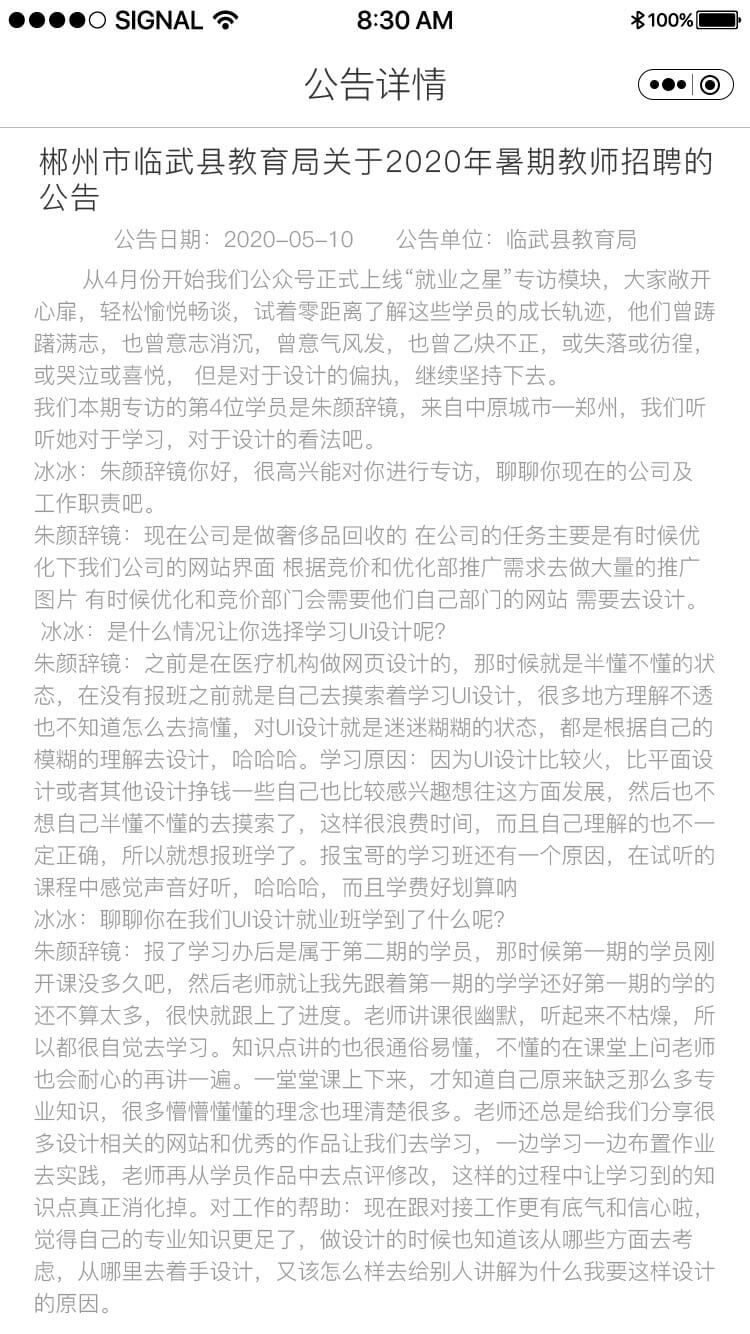 SIGNAL 8:30 AM 100%
公告详情
郴州市临武县教育局关于2020年暑期教师招聘的
公告
公告日期：2020-05-10 公告单位：临武县教育局
从4月份开始我们公众号正式上线“就业之星”专访模块，大家敞开
心扉，轻松愉悦畅谈，试着零距离了解这些学员的成长轨迹，他们曾踌
躇满志，也曾意志消沉，曾意气风发，也曾乙炔不正，或失落或彷徨，
或哭泣或喜悦， 但是对于设计的偏执，继续坚持下去。
我们本期专访的第4位学员是朱颜辞镜，来自中原城市—郑州，我们听
听她对于学习，对于设计的看法吧。
冰冰：朱颜辞镜你好，很高兴能对你进行专访，聊聊你现在的公司及
工作职责吧。
朱颜辞镜：现在公司是做奢侈品回收的 在公司的任务主要是有时候优
化下我们公司的网站界面 根据竞价和优化部推广需求去做大量的推广
图片 有时候优化和竞价部门会需要他们自己部门的网站 需要去设计。
冰冰：是什么情况让你选择学习UI设计呢?
朱颜辞镜：之前是在医疗机构做网页设计的，那时候就是半懂不懂的状
态，在没有报班之前就是自己去摸索着学习UI设计，很多地方理解不透
也不知道怎么去搞懂，对UI设计就是迷迷糊糊的状态，都是根据自己的
模糊的理解去设计，哈哈哈。学习原因：因为UI设计比较火，比平面设
计或者其他设计挣钱一些自己也比较感兴趣想往这方面发展，然后也不
想自己半懂不懂的去摸索了，这样很浪费时间，而且自己理解的也不一
定正确，所以就想报班学了。报宝哥的学习班还有一个原因，在试听的
课程中感觉声音好听，哈哈哈，而且学费好划算呐
冰冰：聊聊你在我们UI设计就业班学到了什么呢?
朱颜辞镜：报了学习办后是属于第二期的学员，那时候第一期的学员刚
开课没多久吧，然后老师就让我先跟着第一期的学学还好第一期的学的
还不算太多，很快就跟上了进度。老师讲课很幽默，听起来不枯燥，所
以都很自觉去学习。知识点讲的也很通俗易懂，不懂的在课堂上问老师
也会耐心的再讲一遍。一堂堂课上下来，才知道自己原来缺乏那么多专
业知识，很多懵懵懂懂的理念也理清楚很多。老师还总是给我们分享很
多设计相关的网站和优秀的作品让我们去学习，一边学习一边布置作业
去实践，老师再从学员作品中去点评修改，这样的过程中让学习到的知
识点真正消化掉。对工作的帮助：现在跟对接工作更有底气和信心啦，
觉得自己的专业知识更足了，做设计的时候也知道该从哪些方面去考
虑，从哪里去着手设计，又该怎么样去给别人讲解为什么我要这样设计
的原因。